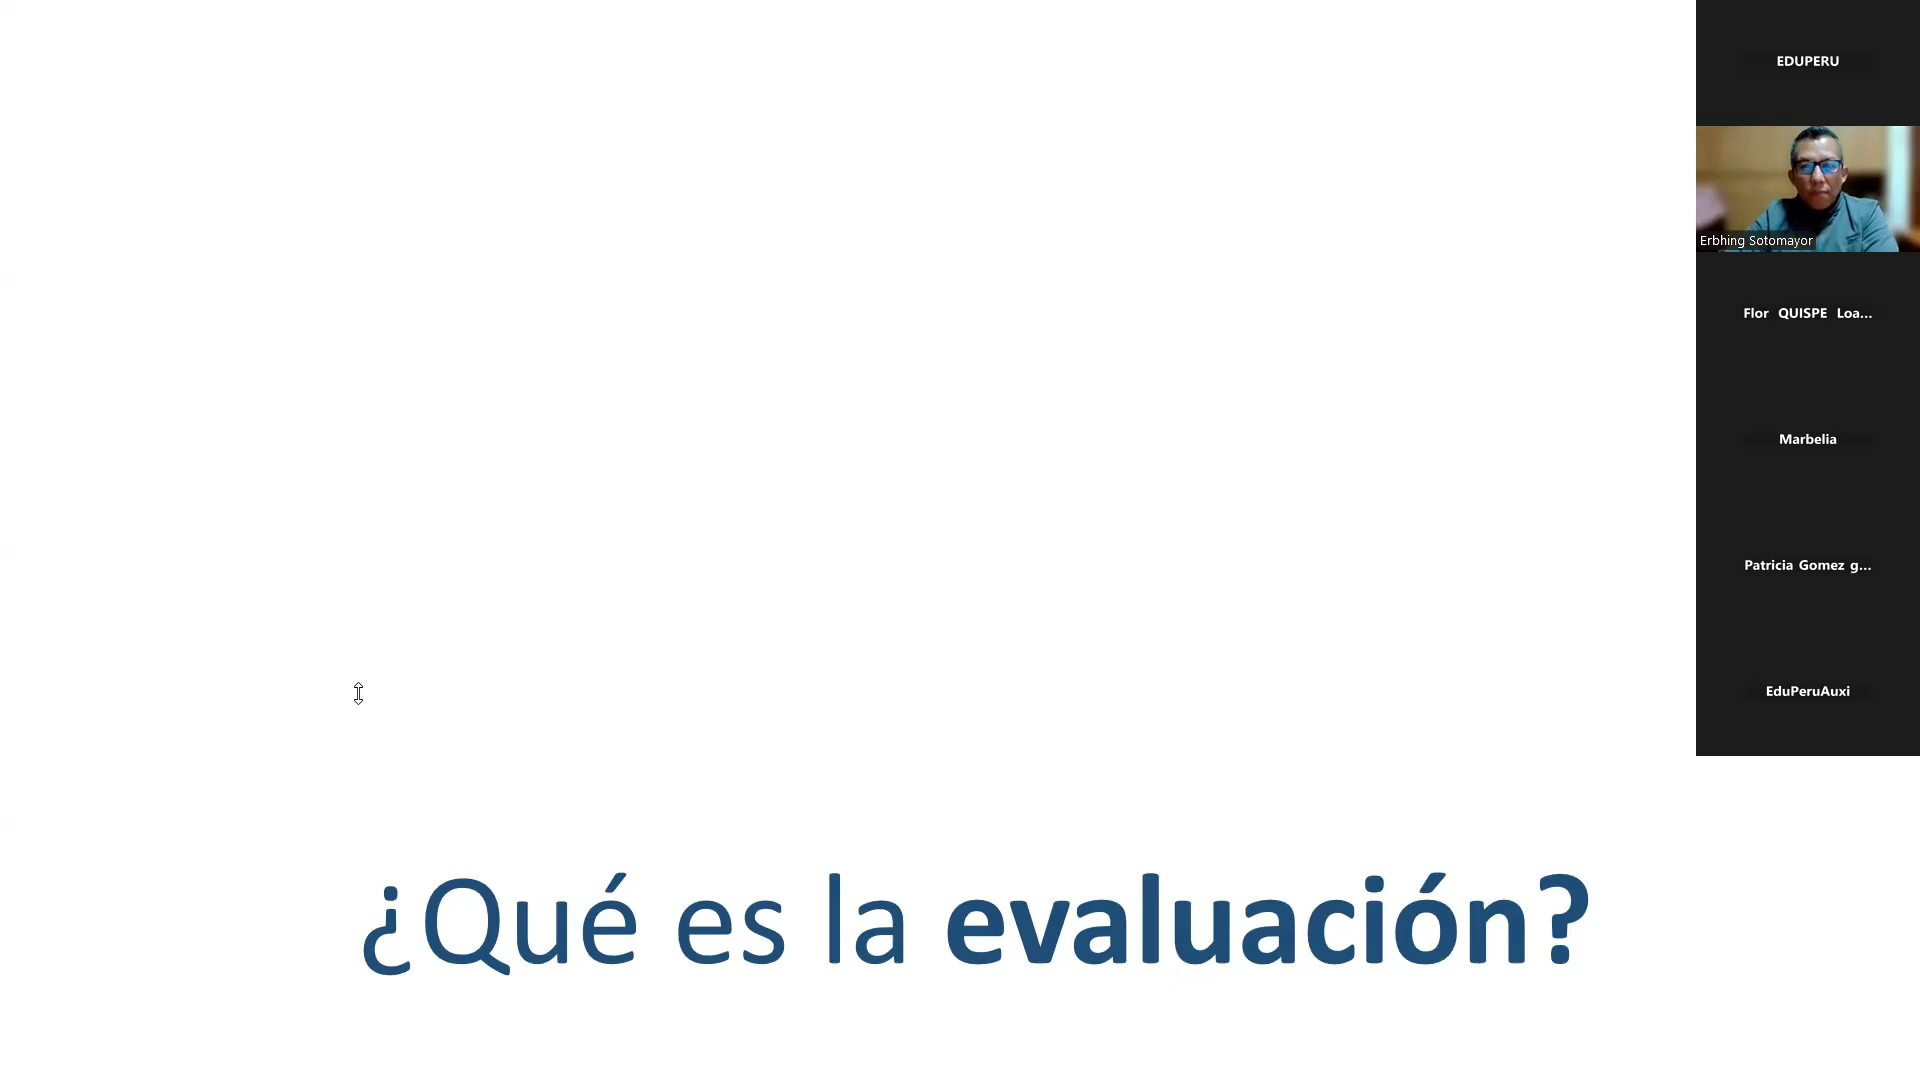 EDUPERU
Erbhing Sotomayor
Flor QUISPE Loa...
Marbelia
Patricia Gomez g...
EduPeruAuxi
¿Qué es la evaluación?